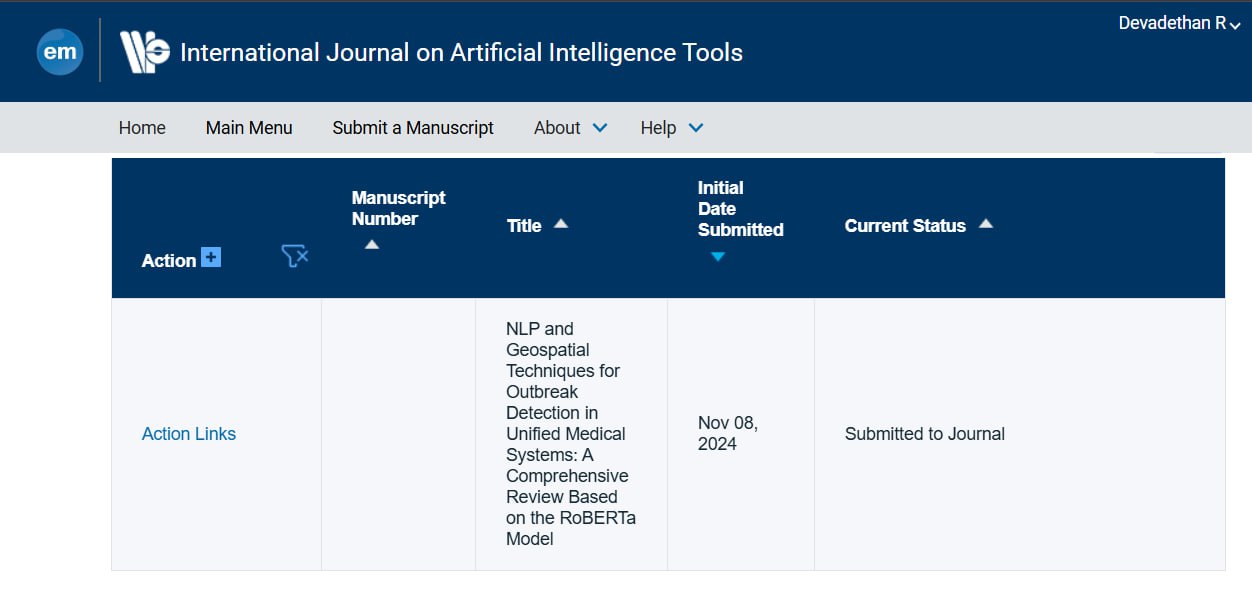 Devadethan R
em
WP International Journal on Artificial Intelligence Tools
Home Main Menu Submit a Manuscript About Help
Action +
Manuscript
Number
Title
Initial
Date
Submitted
Current Status
Action Links
NLP and
Geospatial
Techniques for
Outbreak
Detection in
Unified Medical
Systems: A
Comprehensive
Review Based
on the RoBERTa
Model
Nov 08,
2024
Submitted to Journal